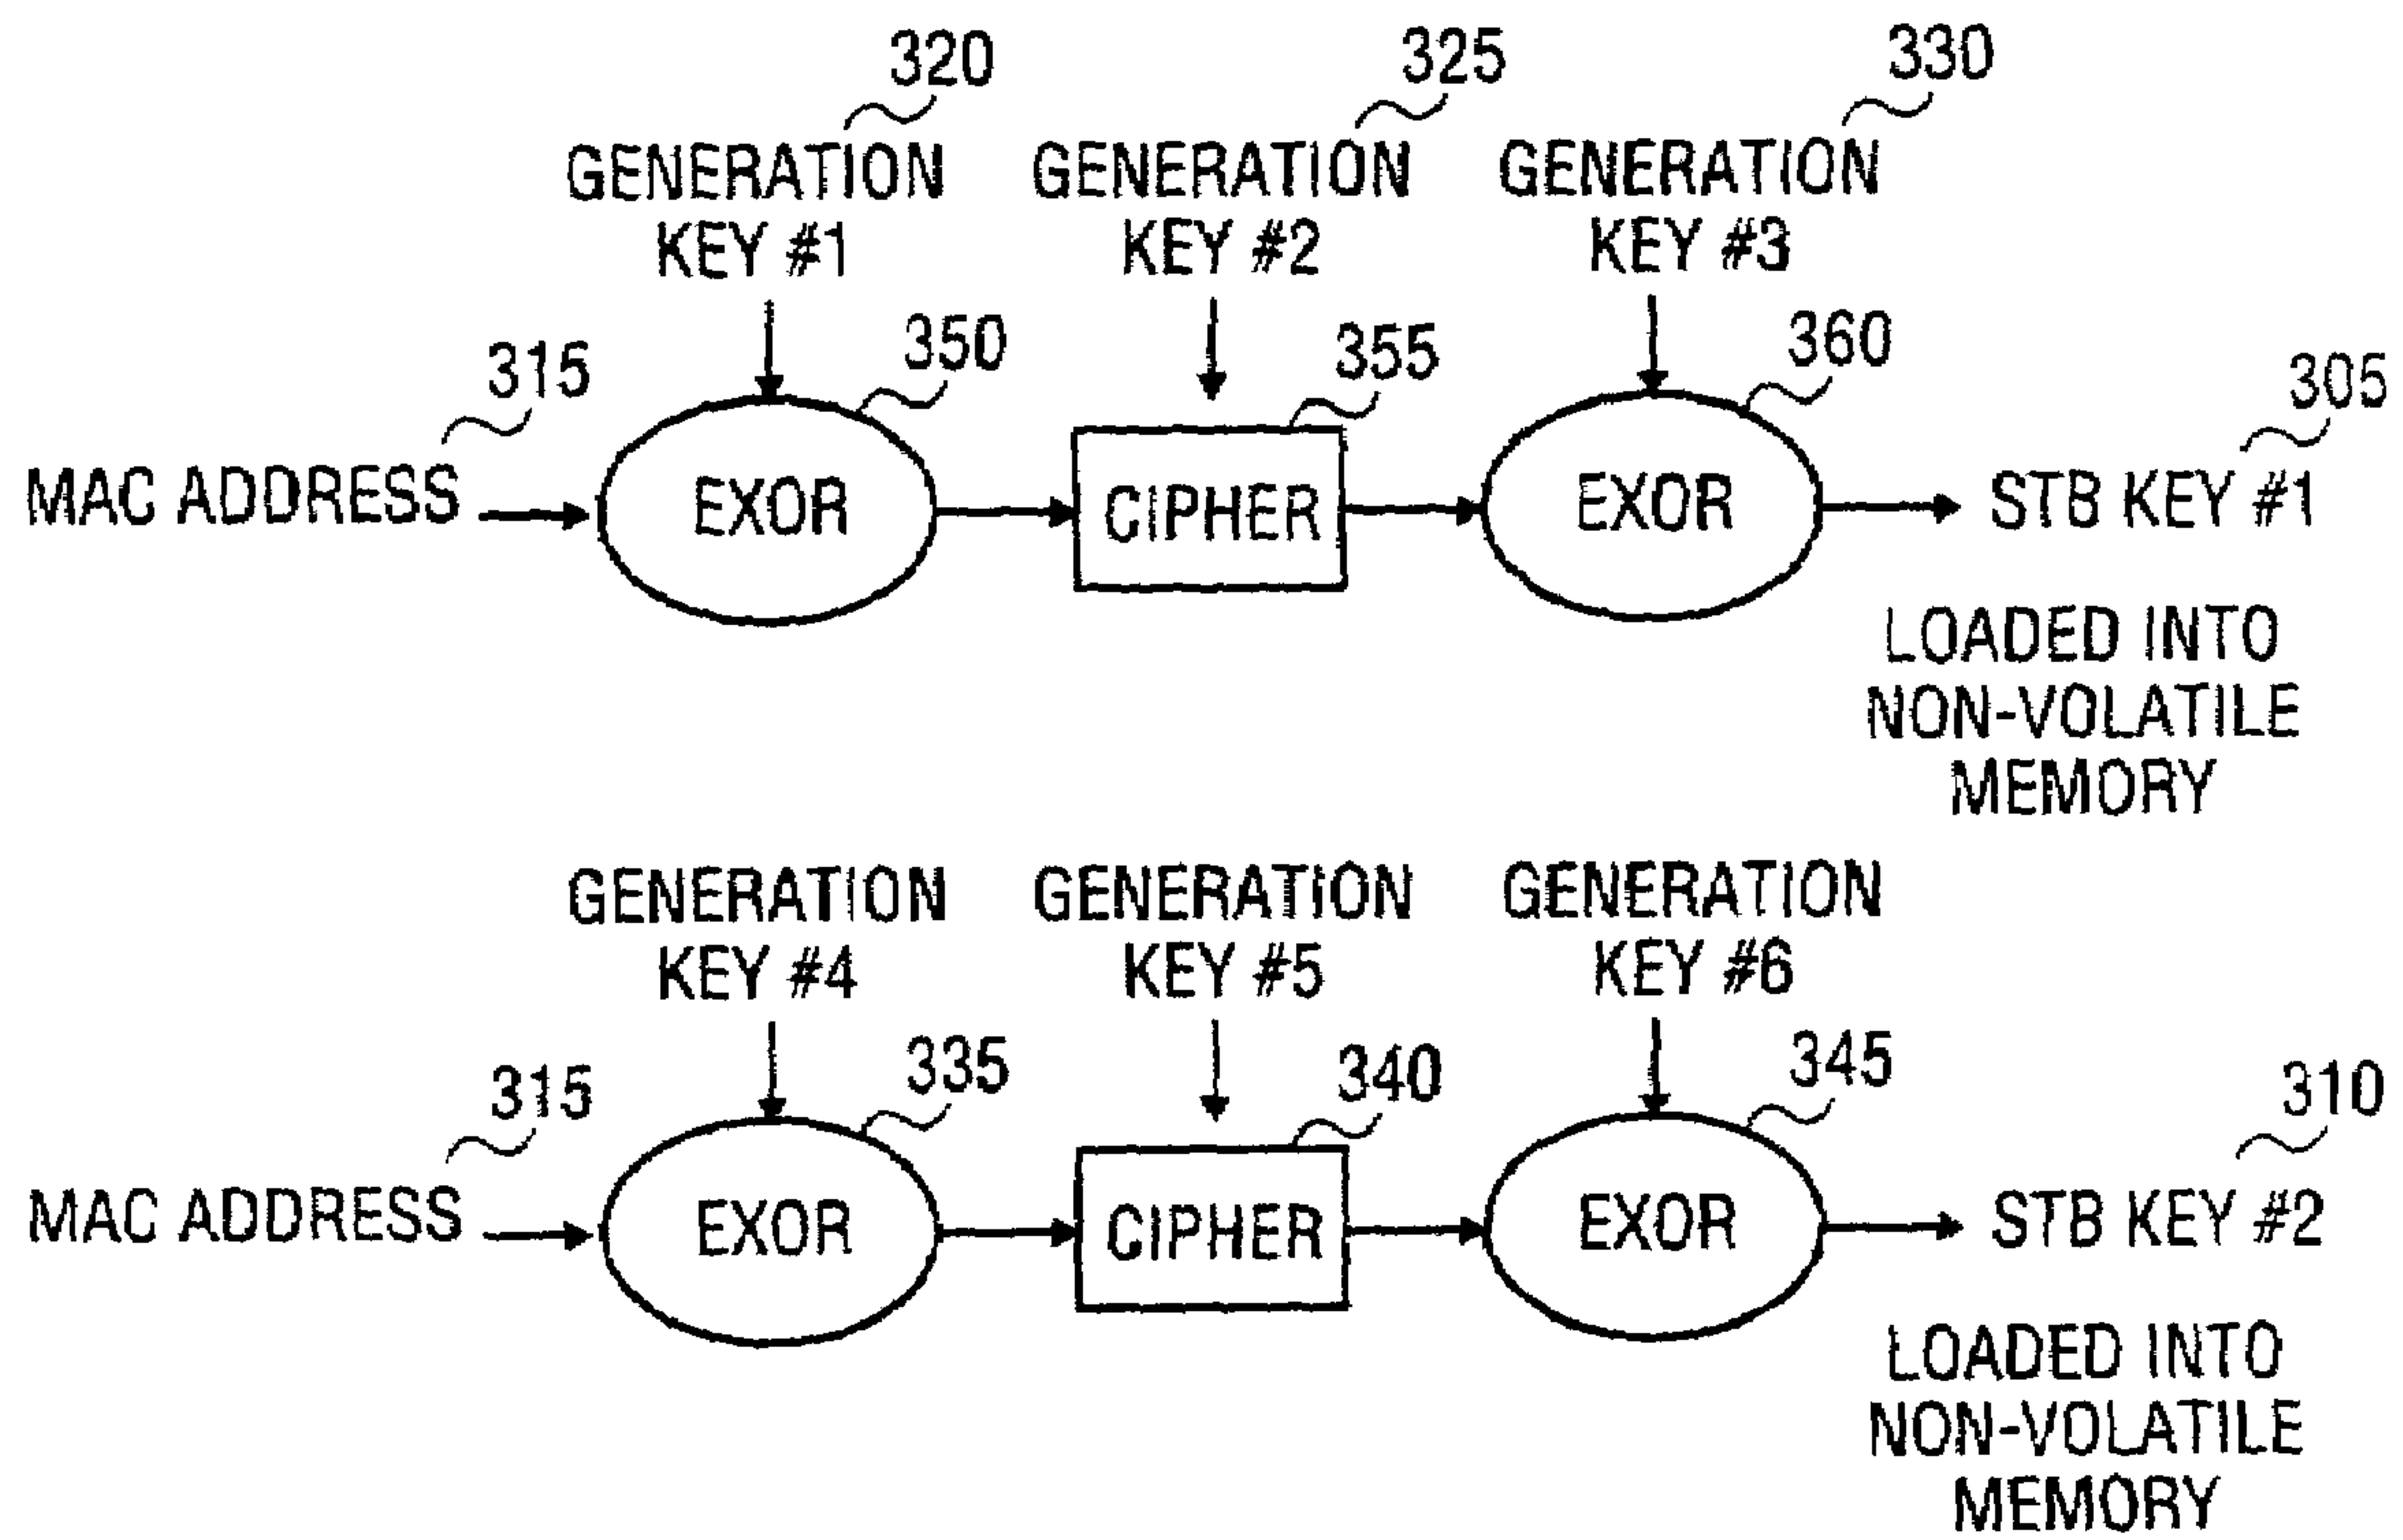 320
325
330
GENERATION
KEY #1
GENERATION
KEY #2
GENERATION
KEY #3
315
350
355
360
305
MAC ADDRESS
EXOR
CIPHER
EXOR
STB KEY #1
LOADED INTO
NON-VOLATILE
MEMORY
GENERATION
KEY #4
GENERATION
KEY #5
GENERATION
KEY #6
315
335
340
345
310
MAC ADDRESS
EXOR
CIPHER
EXOR
STB KEY #2
LOADED INTO
NON-VOLATILE
MEMORY